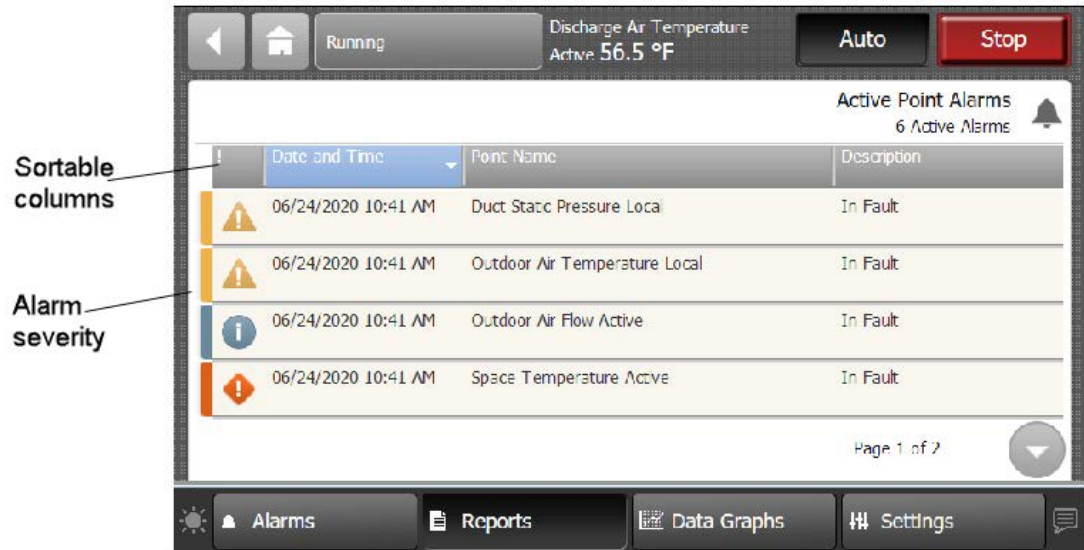 Running
Discharge Air Temperature
Active 56.5 °F
Auto
Stop
Active Point Alarms
6 Active Alarms
Sortable
columns
! Date and Time Point Name Description
06/24/2020 10:41 AM Duct Static Pressure Local In Fault
06/24/2020 10:41 AM Outdoor Air Temperature Local In Fault
Alarm
severity
06/24/2020 10:41 AM Outdoor Air Flow Active In Fault
06/24/2020 10:41 AM Space Temperature Active In Fault
Page 1 of 2
Alarms Reports Data Graphs Settings